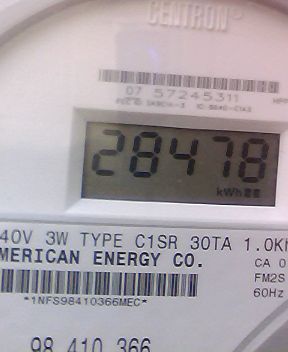 CENTRON®
07 57245311
28478
kWh
40V 3W TYPE C1SR 30TA 1.0Kh
MERICAN ENERGY CO.
CA 0
FM2S
60Hz
*1NFS98410366MEC*
98 410 366